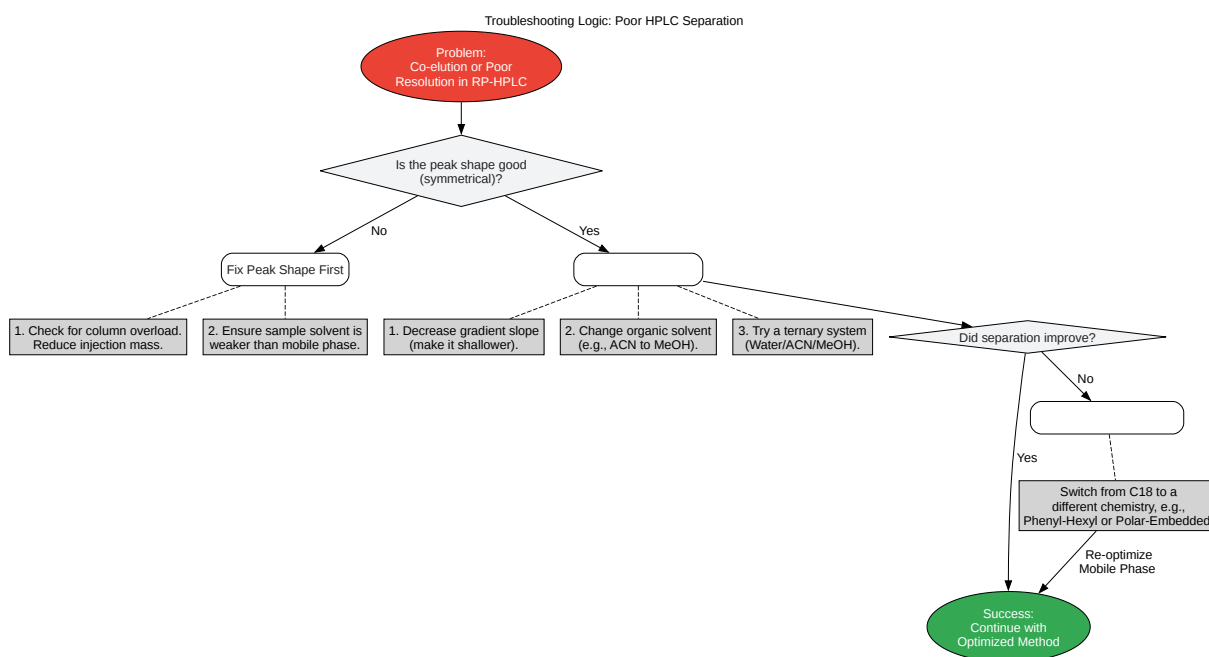 Troubleshooting Logic: Poor HPLC Separation
Problem:
Co-elution or Poor
Resolution in RP-HPLC
Is the peak shape good
(symmetrical)?
No
Yes
Fix Peak Shape First
1. Check for column overload.
Reduce injection mass.
2. Ensure sample solvent is
weaker than mobile phase.
1. Decrease gradient slope
(make it shallower).
2. Change organic solvent
(e.g., ACN to MeOH).
3. Try a ternary system
(Water/ACN/MeOH).
Did separation improve?
No
Yes
Switch from C18 to a
different chemistry, e.g.,
Phenyl-Hexyl or Polar-Embedded
Re-optimize
Mobile Phase
Success:
Continue with
Optimized Method